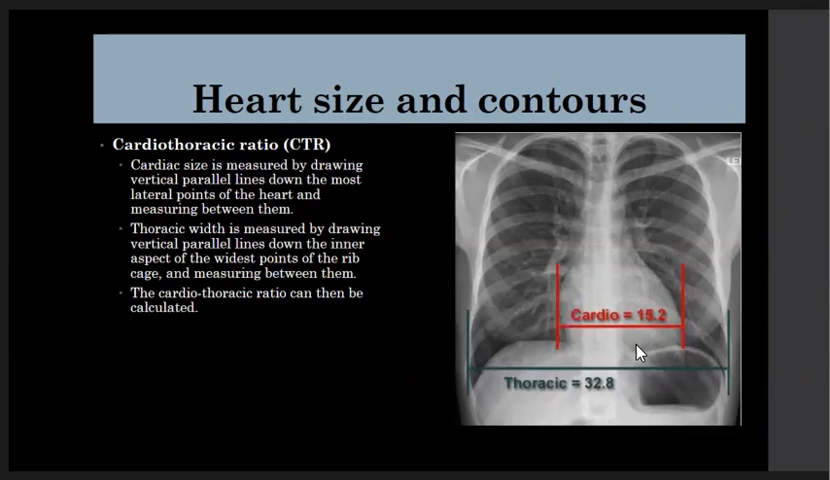 Heart size and contours
Cardiothoracic ratio (CTR)
Cardiac size is measured by drawing
vertical parallel lines down the most
lateral points of the heart and
measuring between them.
Thoracic width is measured by drawing
vertical parallel lines down the inner
aspect of the widest points of the rib
cage, and measuring between them.
The cardio-thoracic ratio can then be
calculated.
Cardio = 15.2
Thoracic = 32.8